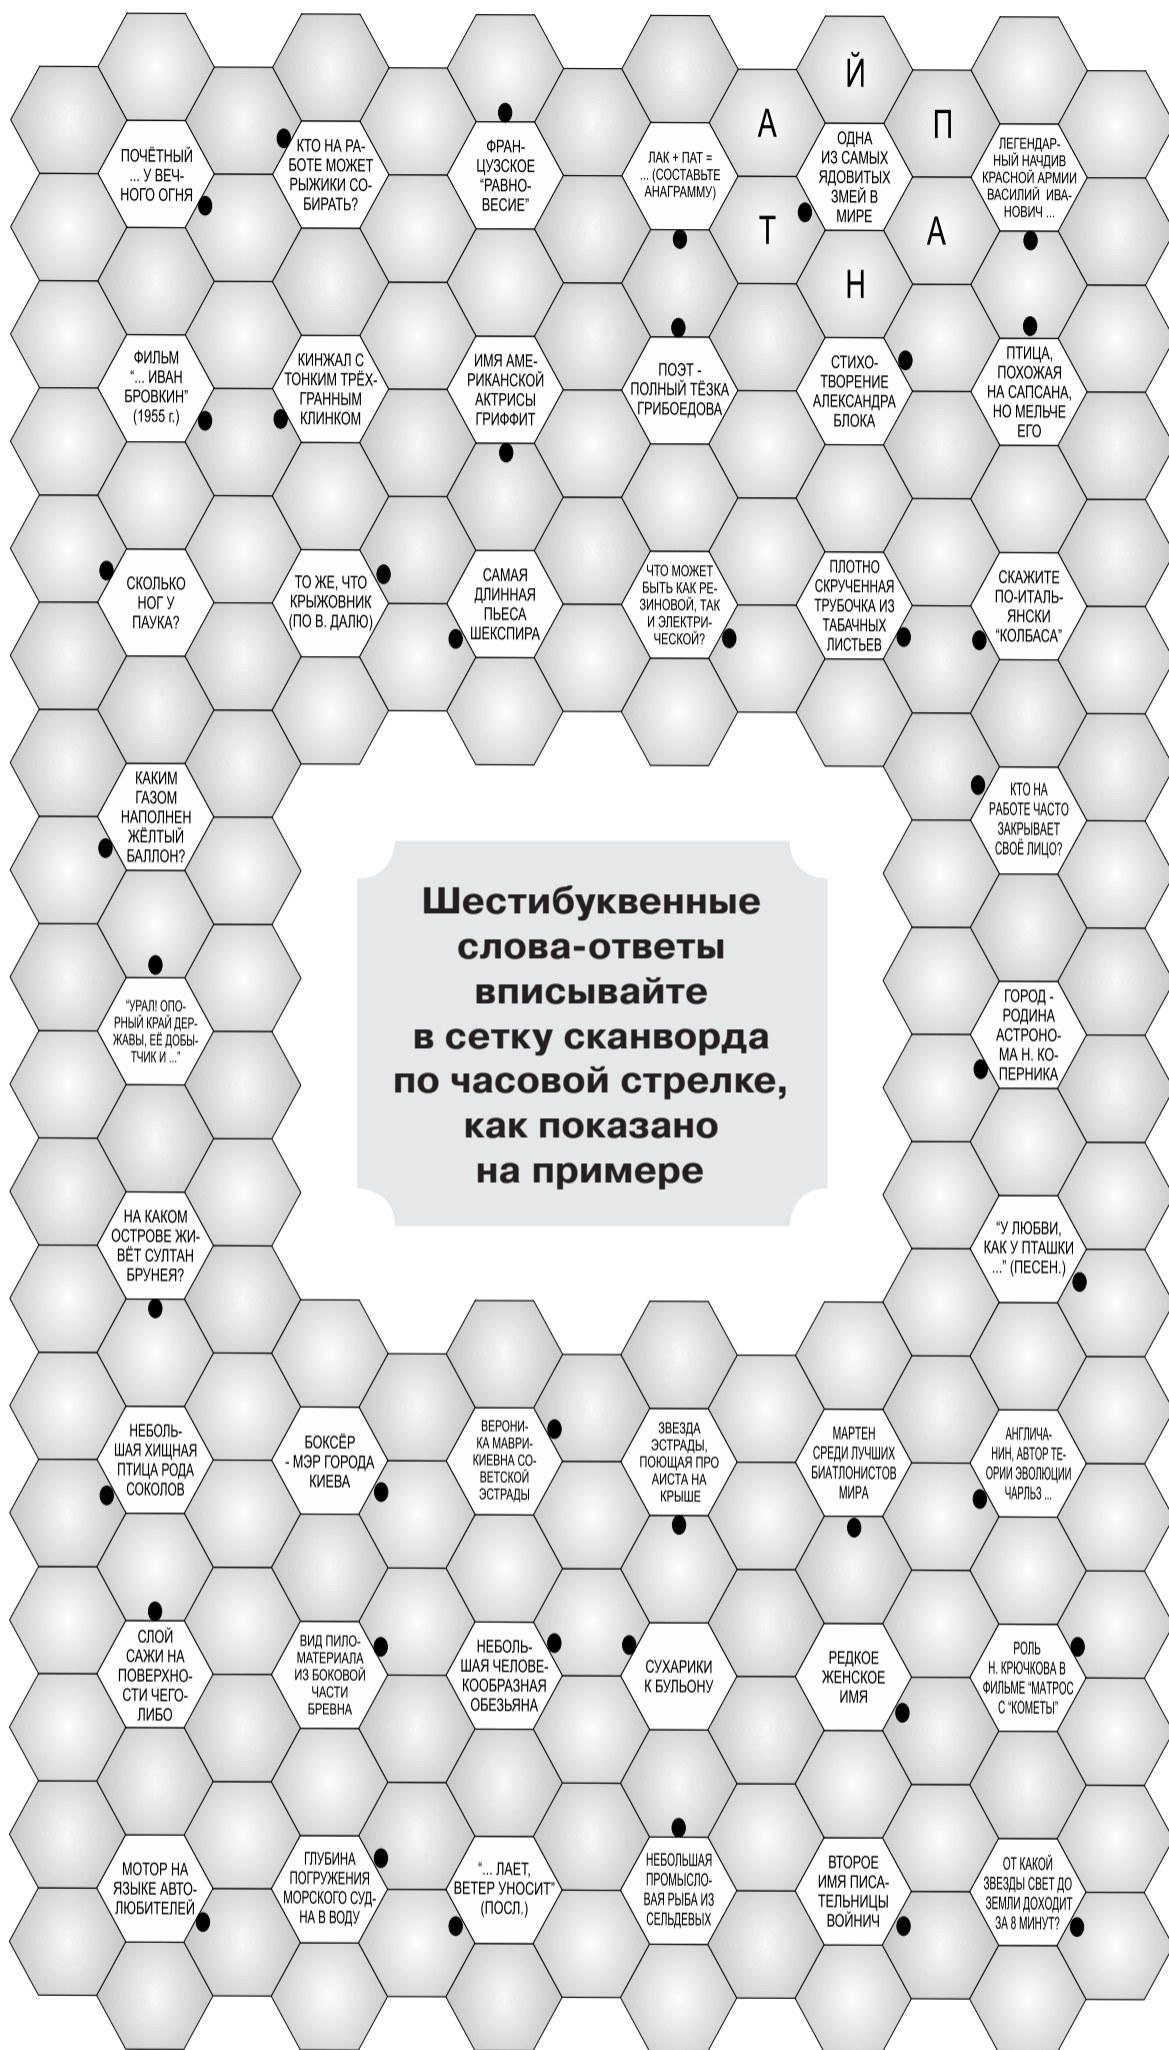 Й
А
П
ПОЧЁТНЫЙ
... У ВЕЧ-
НОГО ОГНЯ
КТО НА РА-
БОТЕ МОЖЕТ
РЫЖИКИ СО-
БИРАТЬ?
ФРАН-
ЦУЗСКОЕ
“РАВНО-
ВЕСИЕ”
ЛАК + ПАТ =
... (СОСТАВЬТЕ
АНАГРАММУ)
ОДНА
ИЗ САМЫХ
ЯДОВИТЫХ
ЗМЕЙ В
МИРЕ
ЛЕГЕНДАР-
НЫЙ НАЧДИВ
КРАСНОЙ АРМИИ
ВАСИЛИЙ ИВА-
НОВИЧ ...
Т
А
Н
ФИЛЬМ
“... ИВАН
БРОВКИН”
(1955 г.)
КИНЖАЛ С
ТОНКИМ ТРЁХ-
ГРАННЫМ
КЛИНКОМ
ИМЯ АМЕ-
РИКАНСКОЙ
АКТРИСЫ
ГРИФФИТ
ПОЭТ -
ПОЛНЫЙ ТЁЗКА
ГРИБОЕДОВА
СТИХО-
ТВОРЕНИЕ
АЛЕКСАНДРА
БЛОКА
ПТИЦА,
ПОХОЖАЯ
НА САПСАНА,
НО МЕЛЬЧЕ
ЕГО
СКОЛЬКО
НОГ У
ПАУКА?
ТО ЖЕ, ЧТО
КРЫЖОВНИК
(ПО В. ДАЛЮ)
САМАЯ
ДЛИННАЯ
ПЬЕСА
ШЕКСПИРА
ЧТО МОЖЕТ
БЫТЬ КАК РЕ-
ЗИНОВОЙ, ТАК
И ЭЛЕКТРИ-
ЧЕСКОЙ?
ПЛОТНО
СКРУЧЕННАЯ
ТРУБОЧКА ИЗ
ТАБАЧНЫХ
ЛИСТЬЕВ
СКАЖИТЕ
ПО-ИТАЛЬ-
ЯНСКИ
“КОЛБАСА”
КАКИМ
ГАЗОМ
НАПОЛНЕН
ЖЁЛТЫЙ
БАЛЛОН?
КТО НА
РАБОТЕ ЧАСТО
ЗАКРЫВАЕТ
СВОЁ ЛИЦО?
Шестибуквенные
слова-ответы
вписывайте
в сетку сканворда
по часовой стрелке,
как показано
на примере
“УРАЛ! ОПО-
РНЫЙ КРАЙ ДЕР-
ЖАВЫ, ЕЁ ДОБЫ-
ТЧИК И ...”
ГОРОД -
РОДИНА
АСТРОНО-
МА Н. КО-
ПЕРНИКА
НА КАКОМ
ОСТРОВЕ ЖИ-
ВЁТ СУЛТАН
БРУНЕЯ?
“У ЛЮБВИ,
КАК У ПТАШКИ
...” (ПЕСЕН.)
НЕБОЛЬ-
ШАЯ ХИЩНАЯ
ПТИЦА РОДА
СОКОЛОВ
БОКСЁР
- МЭР ГОРОДА
КИЕВА
ВЕРОНИ-
КА МАВРИ-
КИЕВНА СО-
ВЕТСКОЙ
ЭСТРАДЫ
ЗВЕЗДА
ЭСТРАДЫ,
ПОЮЩАЯ ПРО
АИСТА НА
КРЫШЕ
МАРТЕН
СРЕДИ ЛУЧШИХ
БИАТЛОНИСТОВ
МИРА
АНГЛИЧА-
НИН, АВТОР ТЕ-
ОРИИ ЭВОЛЮЦИИ
ЧАРЛЬЗ ...
СЛОЙ
САЖИ НА
ПОВЕРХНО-
СТИ ЧЕГО-
ЛИБО
ВИД ПИЛО-
МАТЕРИАЛА
ИЗ БОКОВОЙ
ЧАСТИ
БРЕВНА
НЕБОЛЬ-
ШАЯ ЧЕЛОВЕ-
КООБРАЗНАЯ
ОБЕЗЬЯНА
СУХАРИКИ
К БУЛЬОНУ
РЕДКОЕ
ЖЕНСКОЕ
ИМЯ
РОЛЬ
Н. КРЮЧКОВА В
ФИЛЬМЕ “МАТРОС
С “КОМЕТЫ”
МОТОР НА
ЯЗЫКЕ АВТО-
ЛЮБИТЕЛЕЙ
ГЛУБИНА
ПОГРУЖЕНИЯ
МОРСКОГО СУД-
НА В ВОДУ
“... ЛАЕТ,
ВЕТЕР УНОСИТ”
(ПОСЛ.)
НЕБОЛЬШАЯ
ПРОМЫСЛО-
ВАЯ РЫБА ИЗ
СЕЛЬДЕВЫХ
ВТОРОЕ
ИМЯ ПИСА-
ТЕЛЬНИЦЫ
ВОЙНИЧ
ОТ КАКОЙ
ЗВЕЗДЫ СВЕТ ДО
ЗЕМЛИ ДОХОДИТ
ЗА 8 МИНУТ?